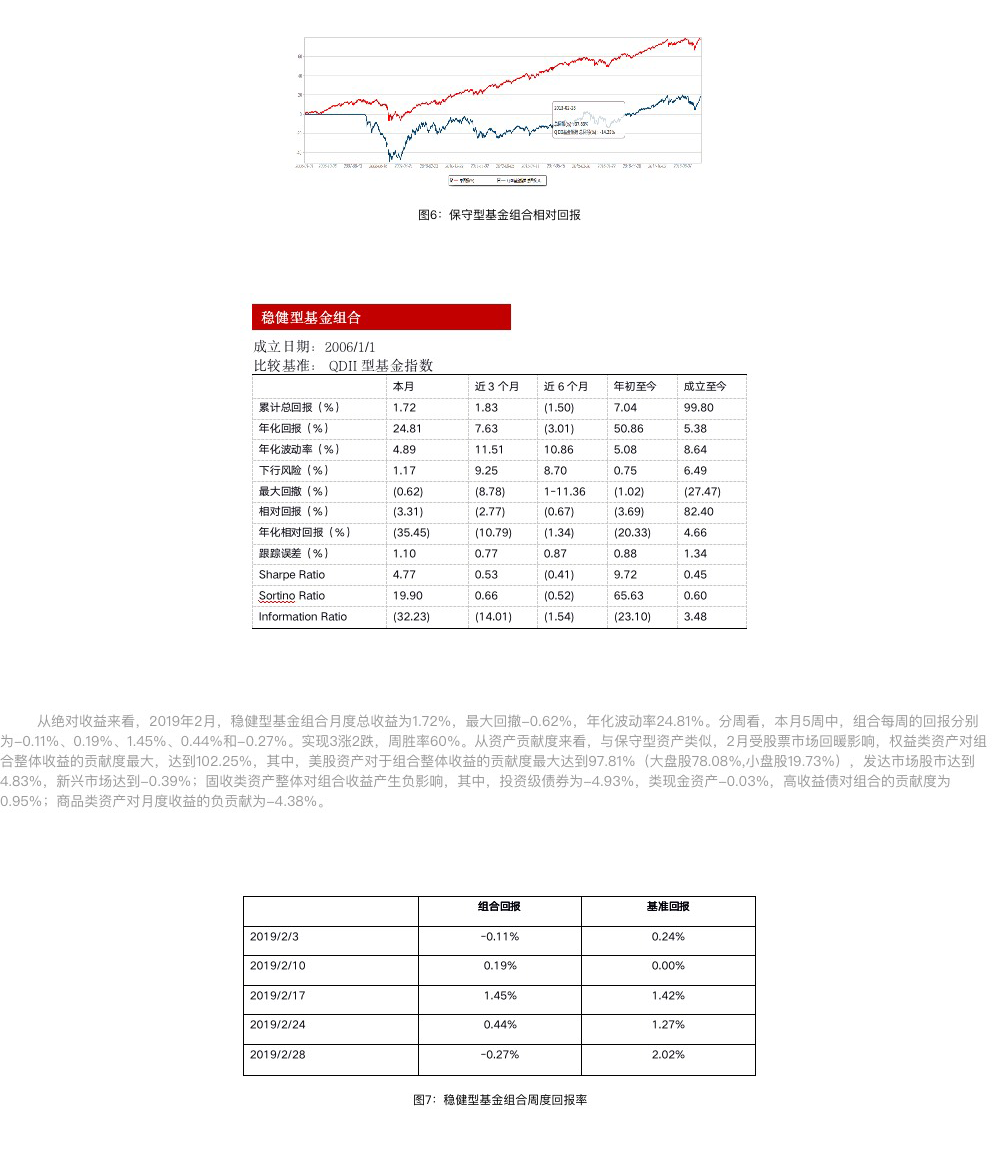 60
40
20
0
2013-02-25
图6：保守型基金组合相对回报
稳健型基金组合
成立日期： 2006/1/1
比较基准： QDII 型基金指数
本月 近 3 个月 近 6 个月 年初至今 成立至今
累计总回报（%） 1.72 1.83 (1.50) 7.04 99.80
年化回报（%） 24.81 7.63 (3.01) 50.86 5.38
年化波动率（%） 4.89 11.51 10.86 5.08 8.64
下行风险（%） 1.17 9.25 8.70 0.75 6.49
最大回撤（%） (0.62) (8.78) 1-11.36 (1.02) (27.47)
相对回报（%） (3.31) (2.77) (0.67) (3.69) 82.40
年化相对回报（%） (35.45) (10.79) (1.34) (20.33) 4.66
跟踪误差（%） 1.10 0.77 0.87 0.88 1.34
Sharpe Ratio 4.77 0.53 (0.41) 9.72 0.45
Sortino Ratio 19.90 0.66 (0.52) 65.63 0.60
Information Ratio (32.23) (14.01) (1.54) (23.10) 3.48
从绝对收益来看，2019年2月，稳健型基金组合月度总收益为1.72%，最大回撤-0.62%，年化波动率24.81%。分周看，本月5周中，组合每周的回报分别
为-0.11%、0.19%、1.45%、0.44%和-0.27%。实现3涨2跌，周胜率60%。从资产贡献度来看，与保守型资产类似，2月受股票市场回暖影响，权益类资产对组
合整体收益的贡献度最大，达到102.25%，其中，美股资产对于组合整体收益的贡献度最大达到97.81%（大盘股78.08%,小盘股19.73%），发达市场股市达到
4.83%，新兴市场达到-0.39%；固收类资产整体对组合收益产生负影响，其中，投资级债券为-4.93%，类现金资产-0.03%，高收益债对组合的贡献度为
0.95%；商品类资产对月度收益的负贡献为-4.38%。
组合回报 基准回报
2019/2/3 -0.11% 0.24%
2019/2/10 0.19% 0.00%
2019/2/17 1.45% 1.42%
2019/2/24 0.44% 1.27%
2019/2/28 -0.27% 2.02%
图7：稳健型基金组合周度回报率